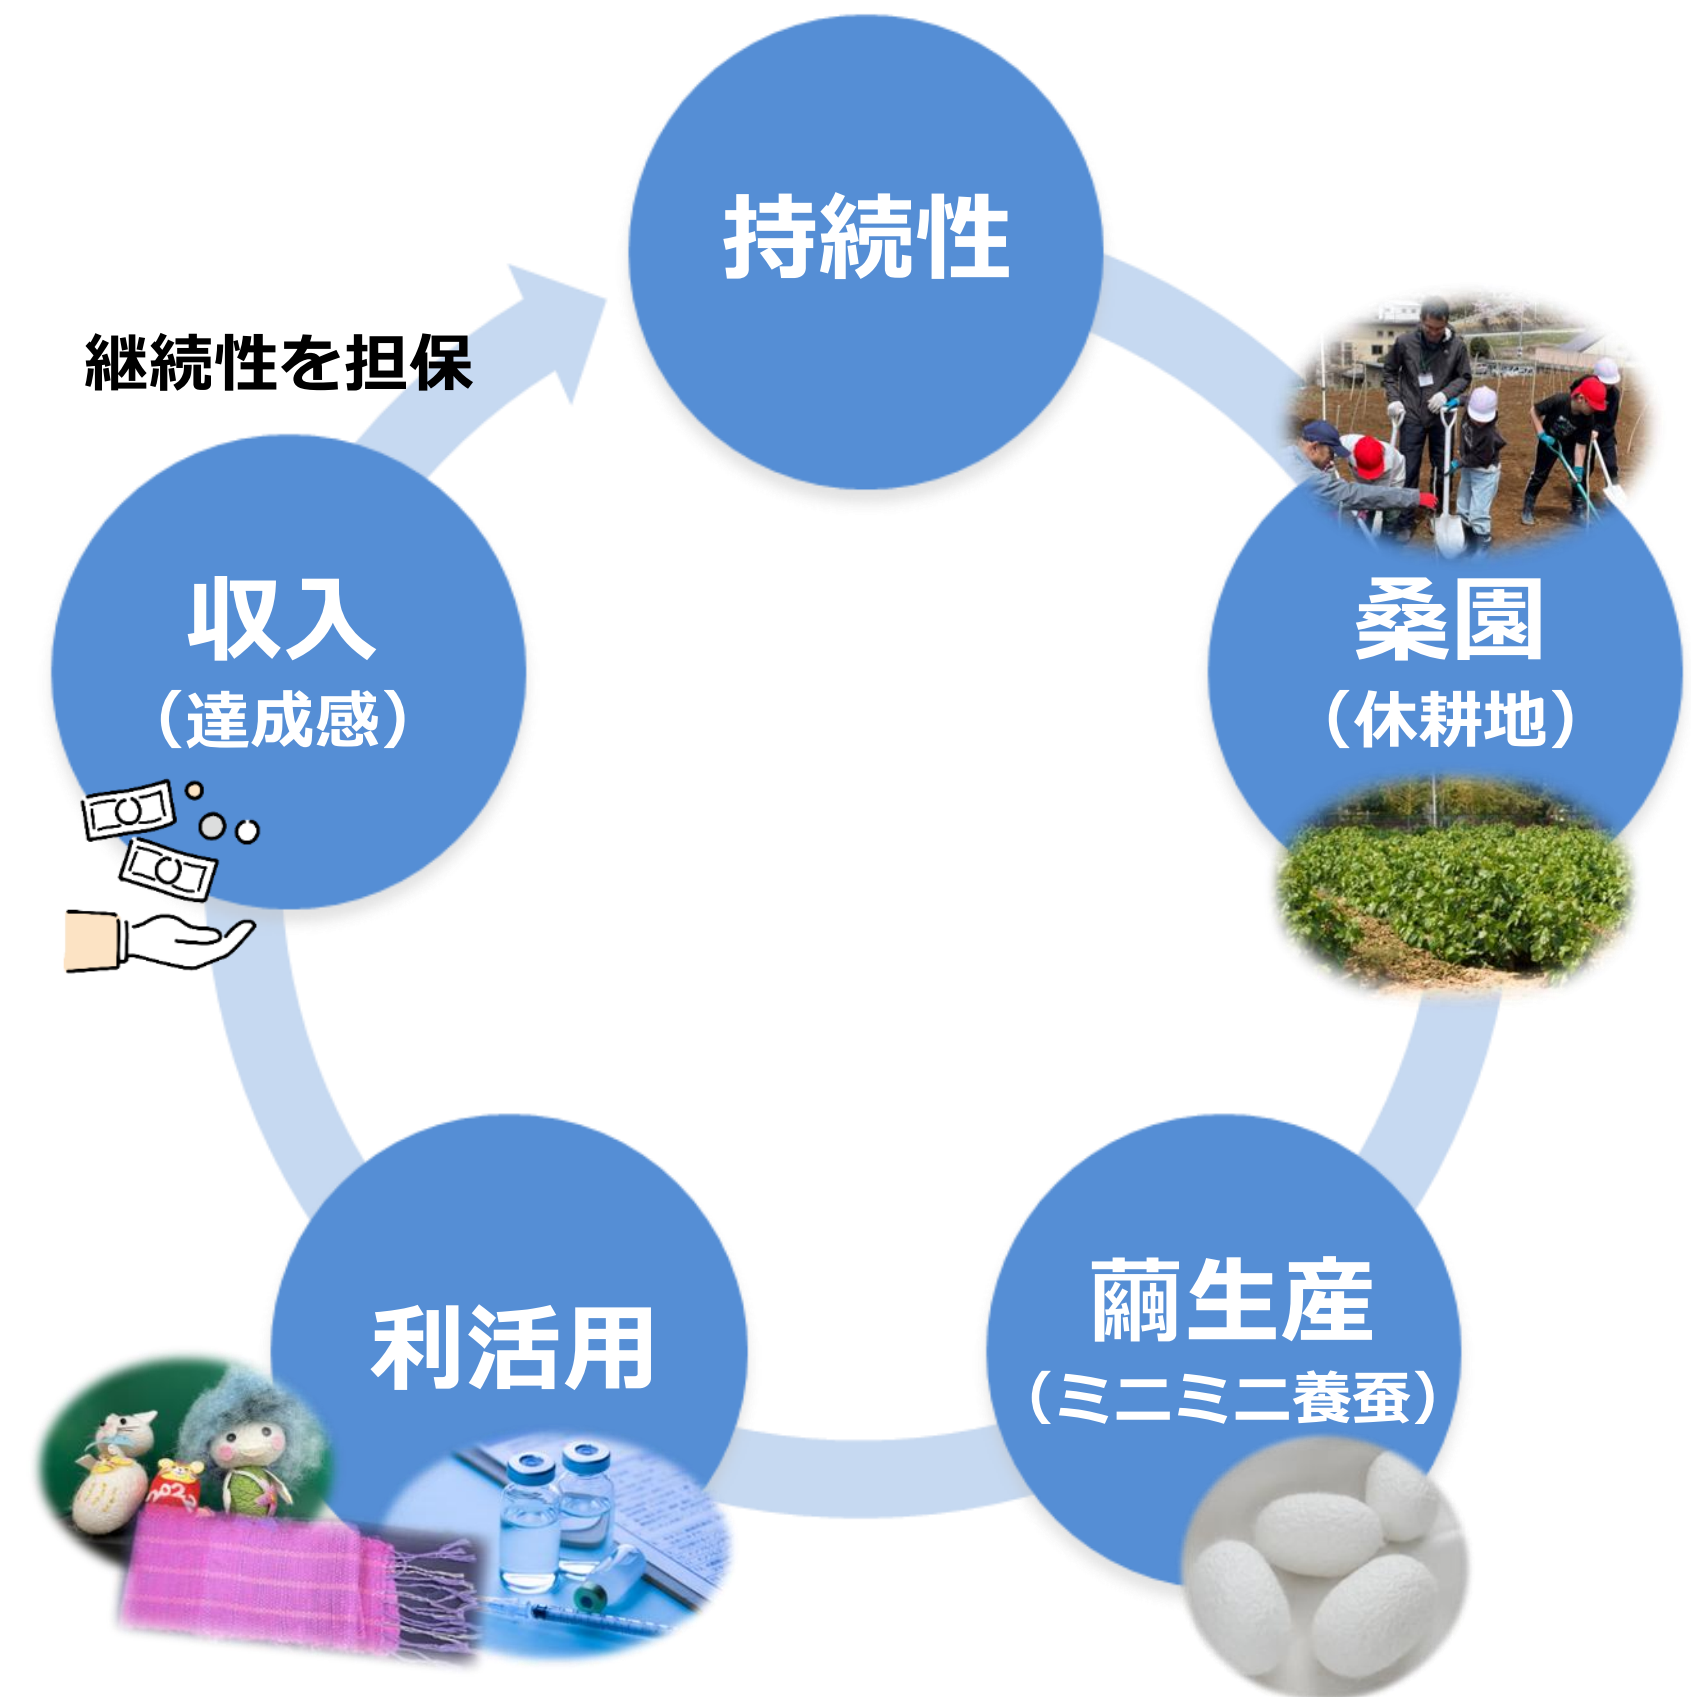 持続性
継続性を担保
収入
（達成感）
桑園
（休耕地）
利活用
繭生産
（ミニミニ養蚕）
2022